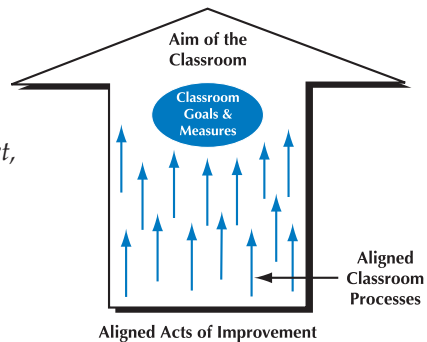 Aim of the
Classroom
Classroom
Goals &
Measures
Aligned
Classroom
Processes
Aligned Acts of Improvement